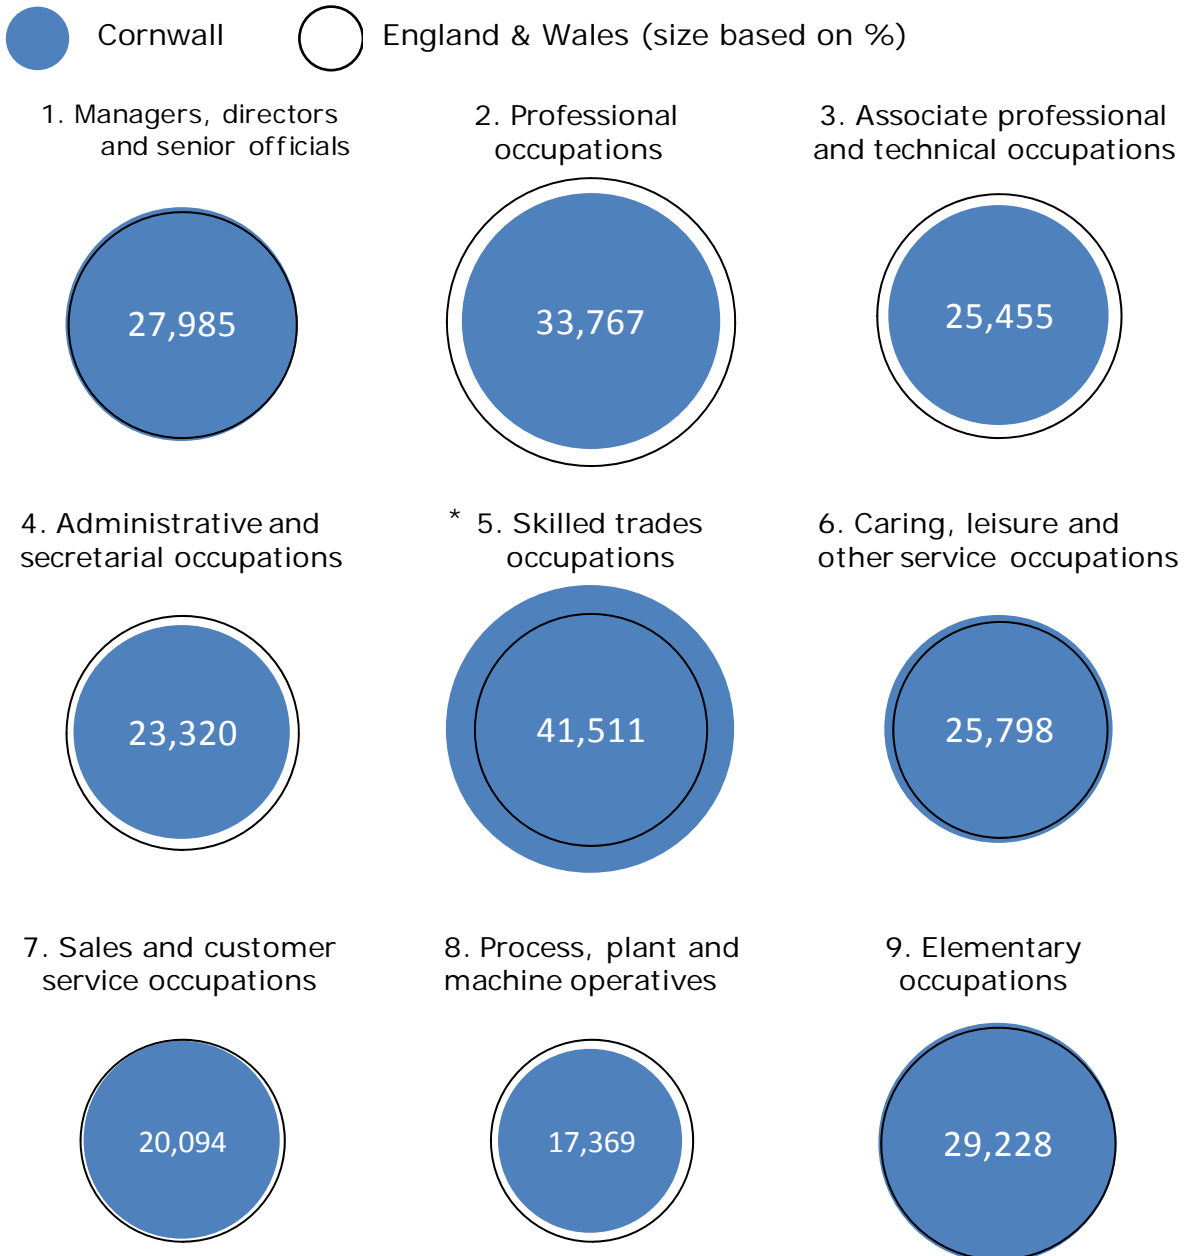 Cornwall
England & Wales (size based on %)
1. Managers, directors
and senior officials
2. Professional
occupations
3. Associate professional
and technical occupations
27,985
33,767
25,455
4. Administrative and
secretarial occupations
* 5. Skilled trades
occupations
6. Caring, leisure and
other service occupations
23,320
41,511
25,798
7. Sales and customer
service occupations
8. Process, plant and
machine operatives
9. Elementary
occupations
20,094
17,369
29,228